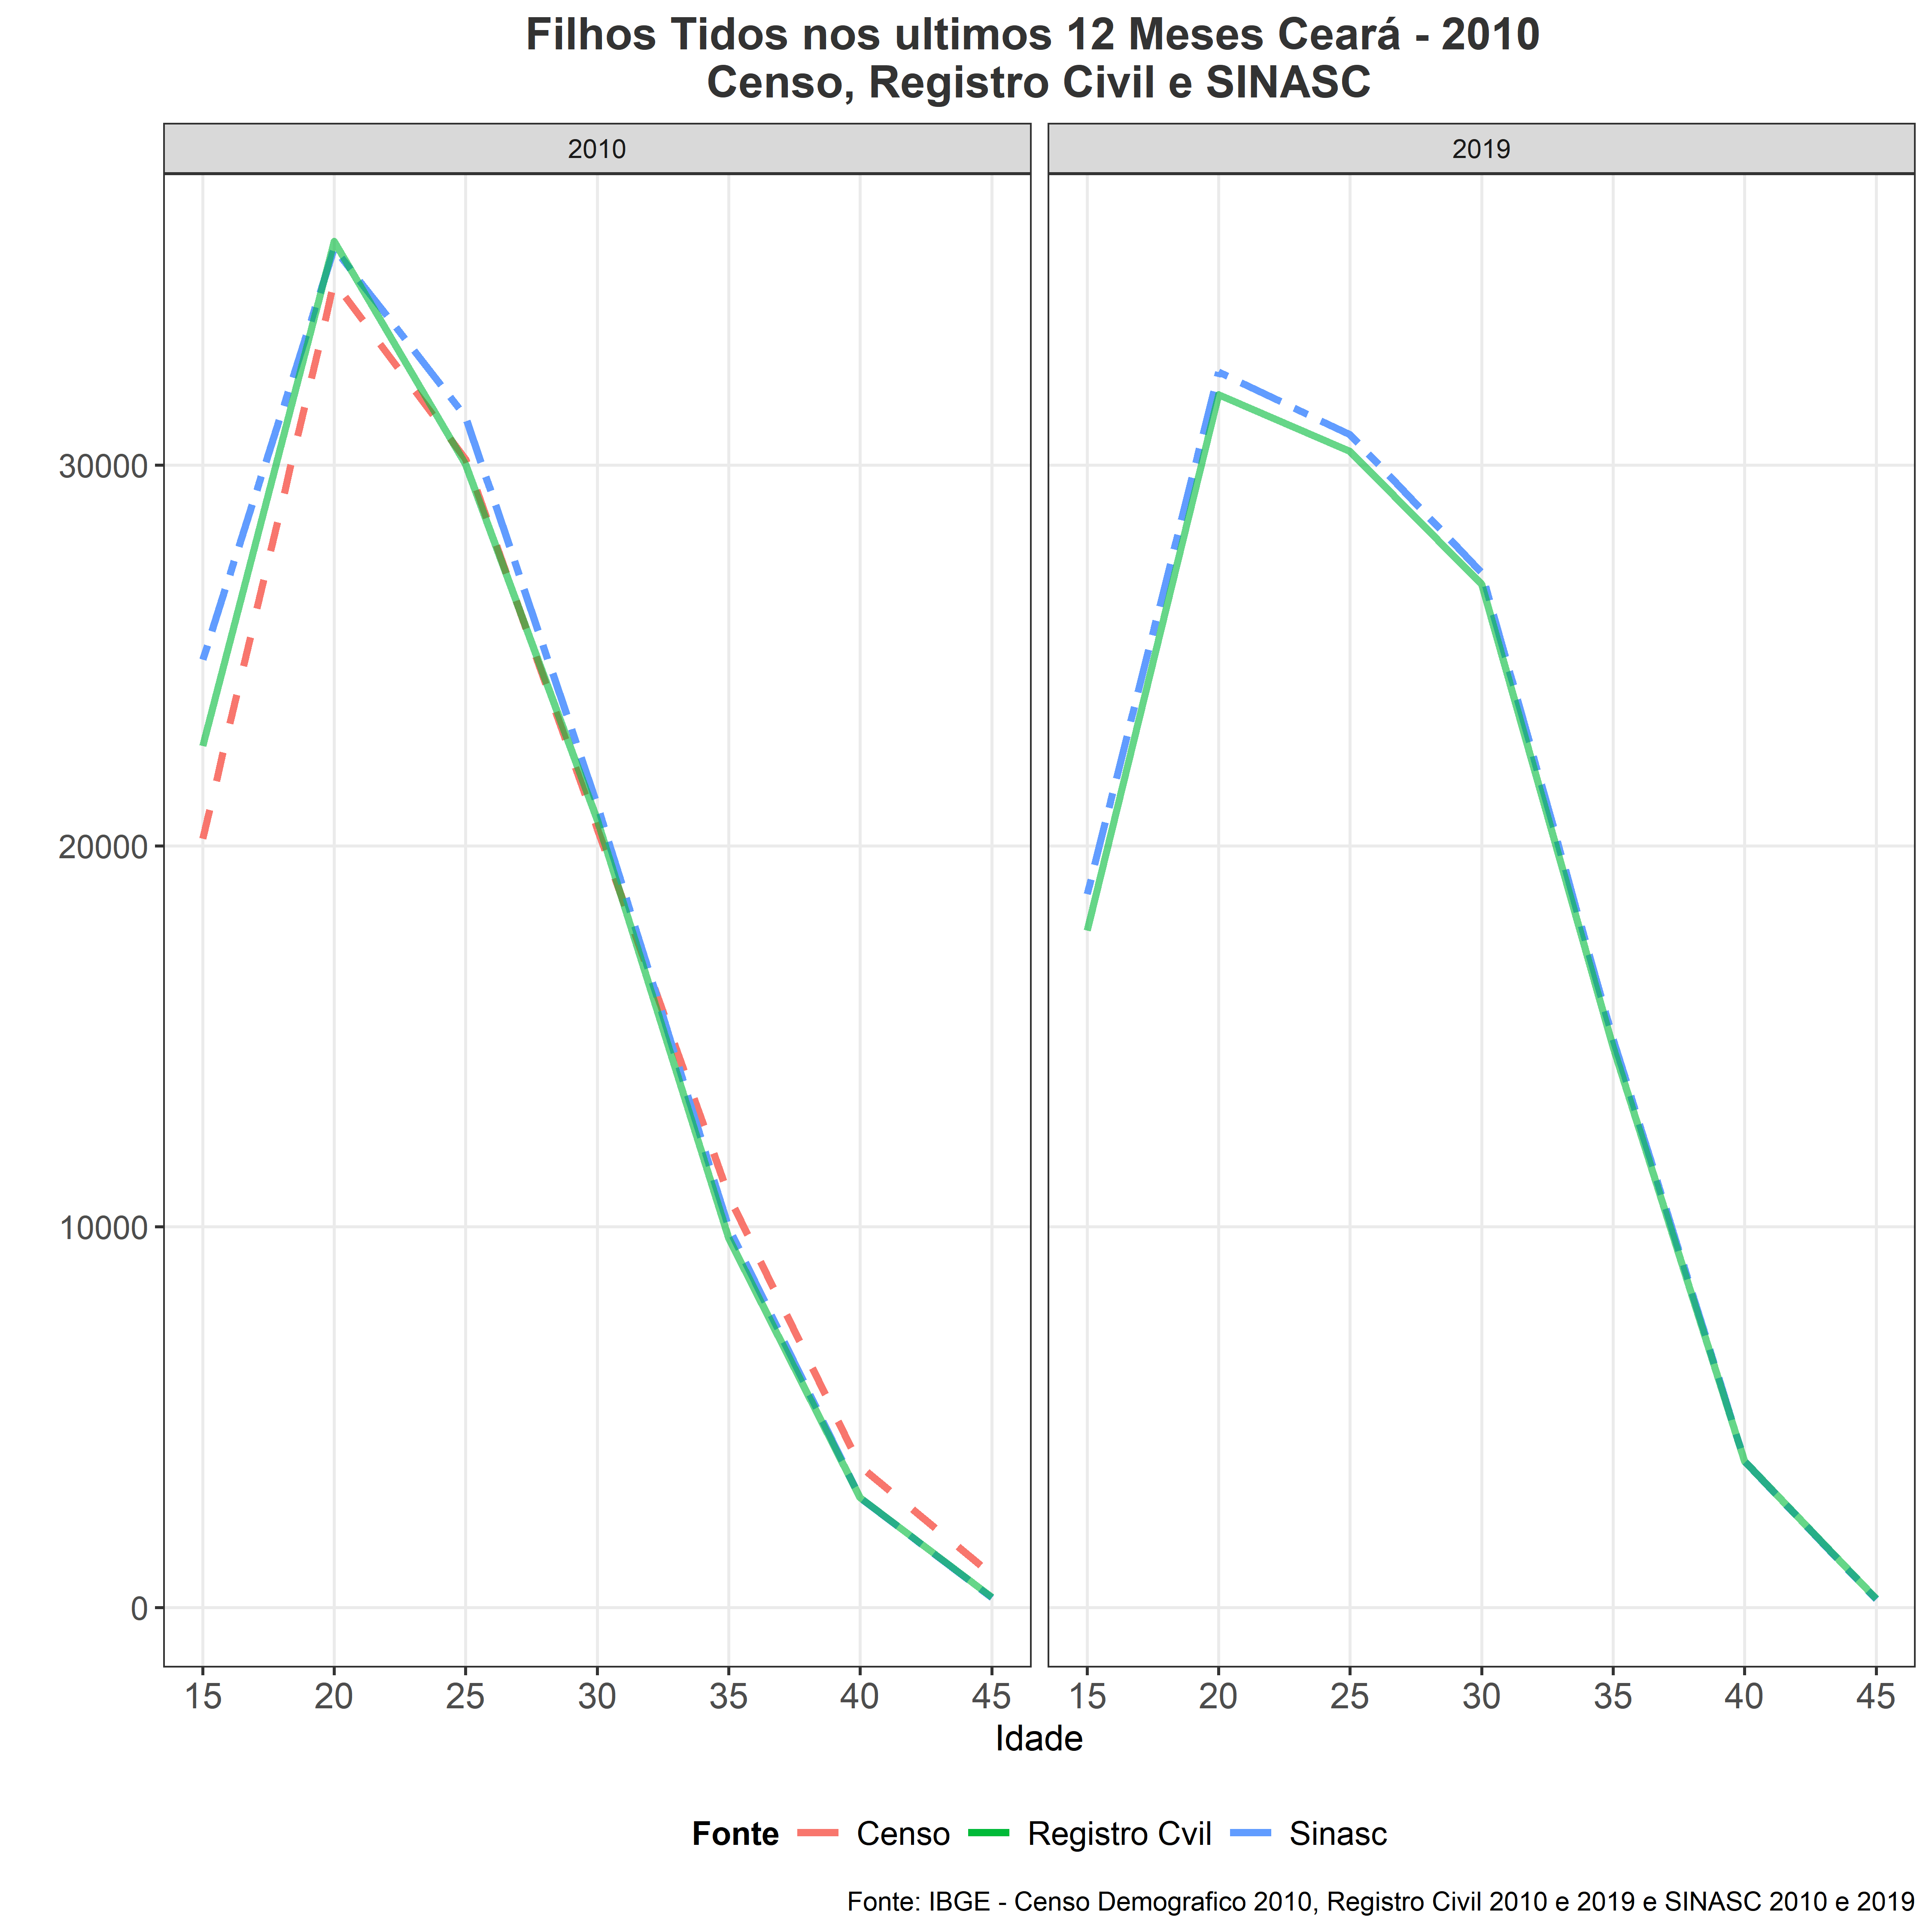 Filhos Tidos nos ultimos 12 Meses Ceará - 2010
Censo, Registro Civil e SINASC
2010 2019
30000
20000
10000
0
15 20 25 30 35 40 45 15 20 25 30 35 40 45
Idade
Fonte Censo Registro Cvil Sinasc
Fonte: IBGE - Censo Demografico 2010, Registro Civil 2010 e 2019 e SINASC 2010 e 2019